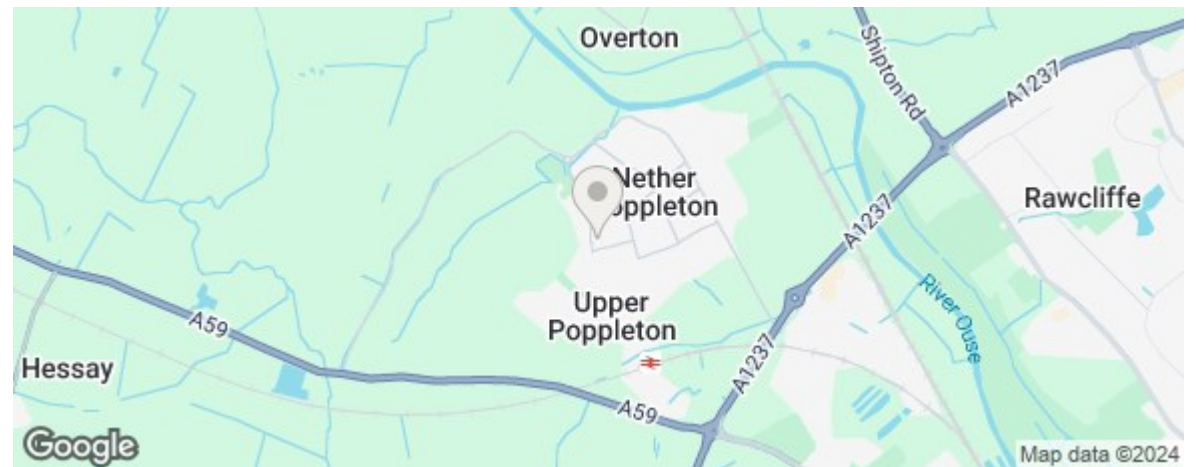 Overton
Shipton Rd
A1237
Nether
oppleton
Rawcliffe
A1237
River Ouse
Upper
Poppleton
A59
Hessay
A1237
A59
Google
Map data ©2024